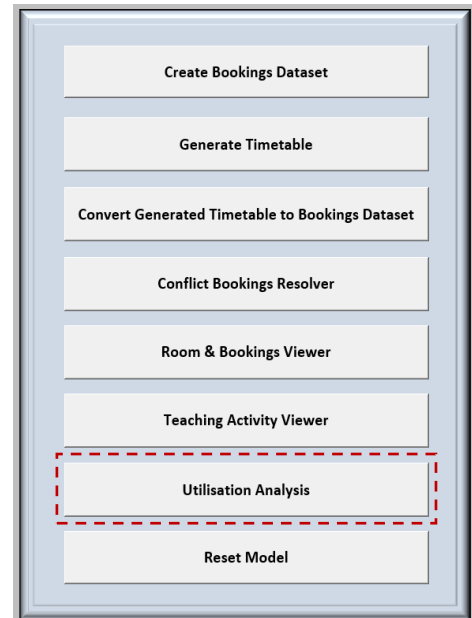 Create Bookings Dataset
Generate Timetable
Convert Generated Timetable to Bookings Dataset
Conflict Bookings Resolver
Room & Bookings Viewer
Teaching Activity Viewer
Utilisation Analysis
Reset Model